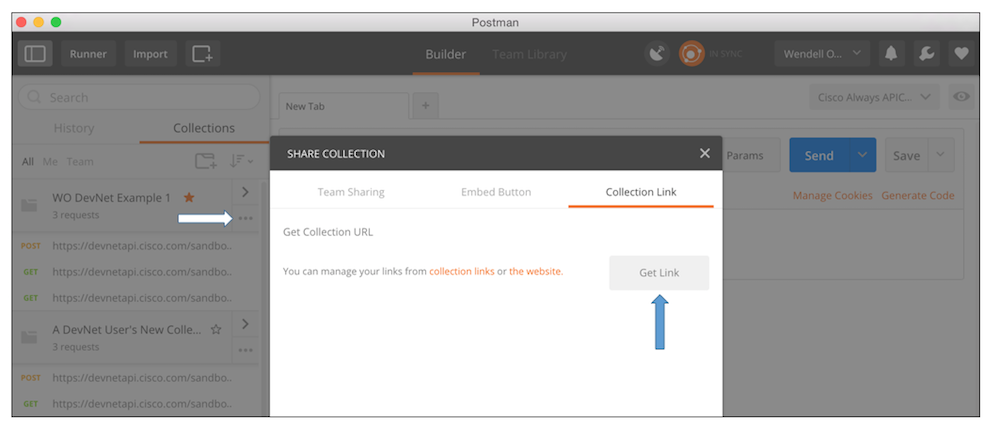 Postman
Runner
Import
Builder
Team Library
IN SYNC
Wendell O...
Search
History
Collections
New Tab
+
Cisco Always APIC...
All Me Team
SHARE COLLECTION
Params
Send
Save
WO DevNet Example 1
3 requests
Team Sharing
Embed Button
Collection Link
Manage Cookies Generate Code
Get Collection URL
POST https://devnetapi.cisco.com/sandbo..
GET https://devnetapi.cisco.com/sandbo..
You can manage your links from collection links or the website.
Get Link
GET https://devnetapi.cisco.com/sandbo..
A DevNet User's New Colle...
3 requests
POST https://devnetapi.cisco.com/sandbo..
GET https://devnetapi.cisco.com/sandbo..